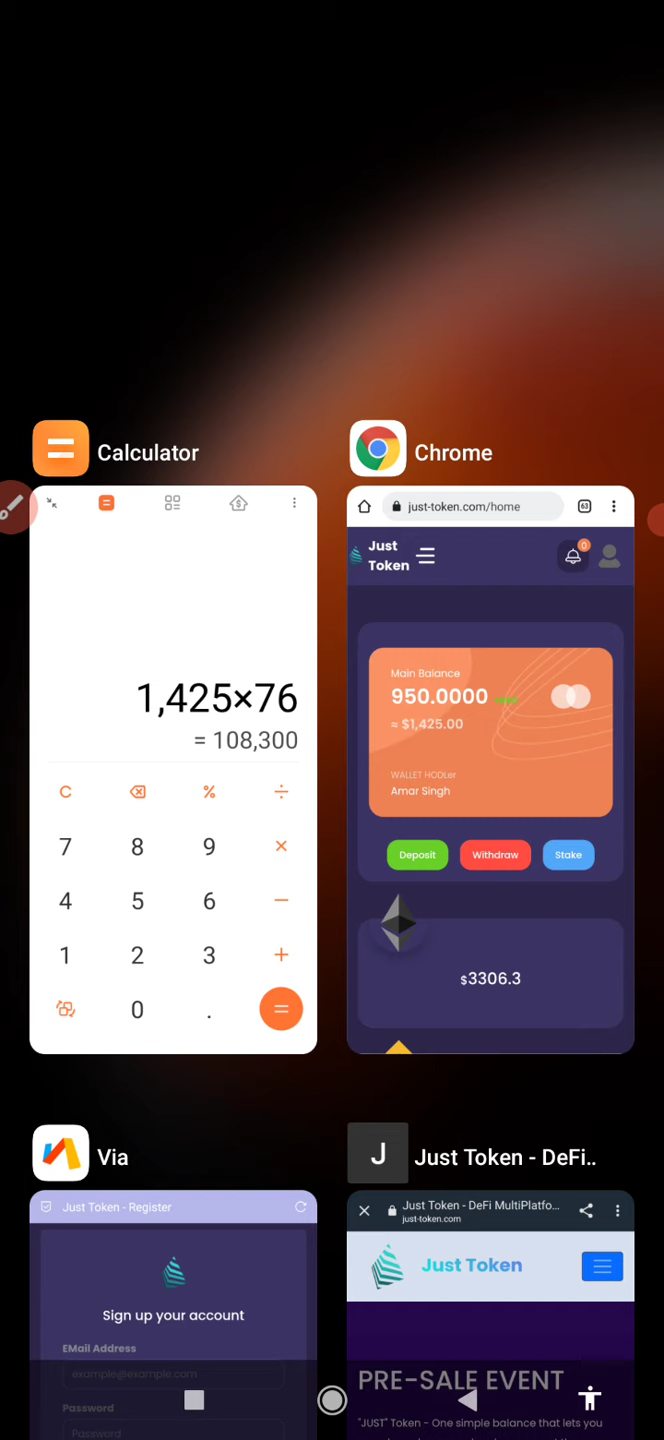 Calculator
Chrome
1,425×76
= 108,300
C % ÷
7 8 9 ×
4 5 6 −
1 2 3 +
0 . =
just-token.com/home
63
Just
Token
0
Main Balance
950.0000
≈ $1,425.00
WALLET HODLer
Amar Singh
Deposit Withdraw Stake
$3306.3
Via
J Just Token - DeFi..
Just Token - Register
Sign up your account
EMail Address
example@example.com
Password
Password
Just Token - DeFi MultiPlatfo...
just-token.com
Just Token
PRE-SALE EVENT
"JUST" Token - One simple balance that lets you